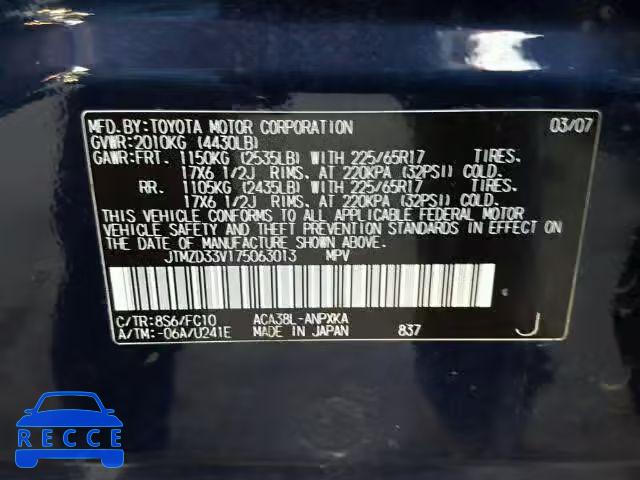 MFD.BY:TOYOTA MOTOR CORPORATION 03/07
GVWR:2010KG (4430LB)
GAWR:FRT. 1150KG (2535LB) WITH 225/65R17 TIRES.
17X6 1/2J RIMS. AT 220KPA (32PSI) COLD.
RR. 1105KG (2435LB) WITH 225/65R17 TIRES.
17X6 1/2J RIMS. AT 220KPA (32PSI) COLD.
THIS VEHICLE CONFORMS TO ALL APPLICABLE FEDERAL MOTOR
VEHICLE SAFETY AND THEFT PREVENTION STANDARDS IN EFFECT
ON THE DATE OF MANUFACTURE SHOWN ABOVE.
JTMZD33V175063013 MPV
C/TR:8S6/FC10 ACA38L-ANPXKA
A/TM:-06A/U241E MADE IN JAPAN 837 J
RECCE